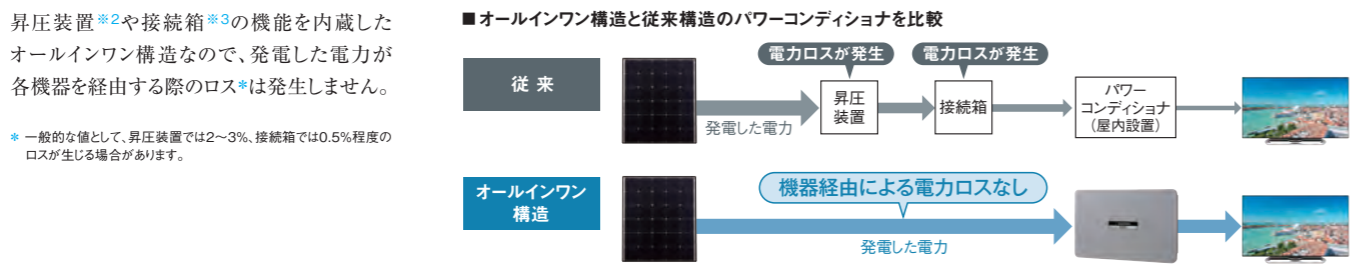 昇圧装置※2や接続箱※3の機能を内蔵した
オールインワン構造なので、発電した電力が
各機器を経由する際のロス*は発生しません。
* 一般的な値として、昇圧装置では2〜3%、接続箱では0.5%程度の
ロスが生じる場合があります。
■オールインワン構造と従来構造のパワーコンディショナを比較
従来
電力ロスが発生
電力ロスが発生
発電した電力
昇圧
装置
接続箱
パワー
コンディショナ
(屋内設置)
オールインワン
構造
機器経由による電力ロスなし
発電した電力